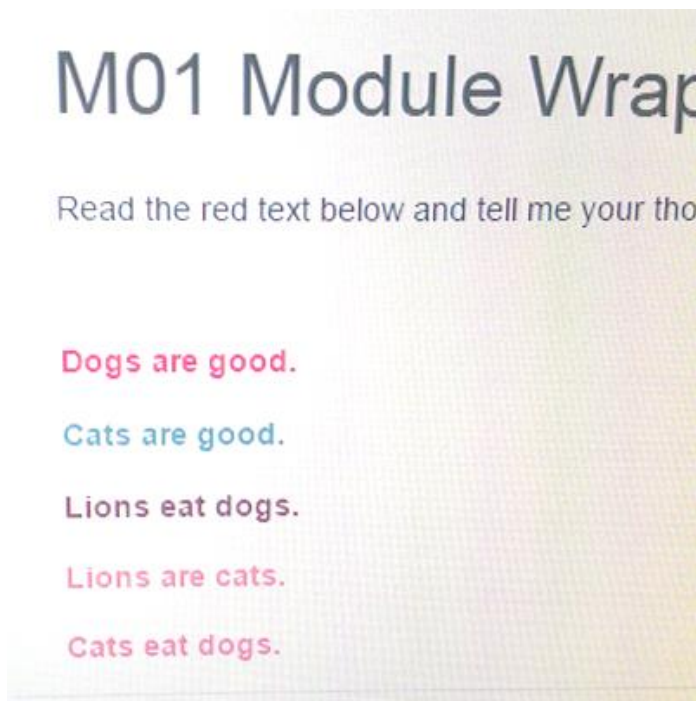 M01 Module Wrap
Read the red text below and tell me your tho
Dogs are good.
Cats are good.
Lions eat dogs.
Lions are cats.
Cats eat dogs.